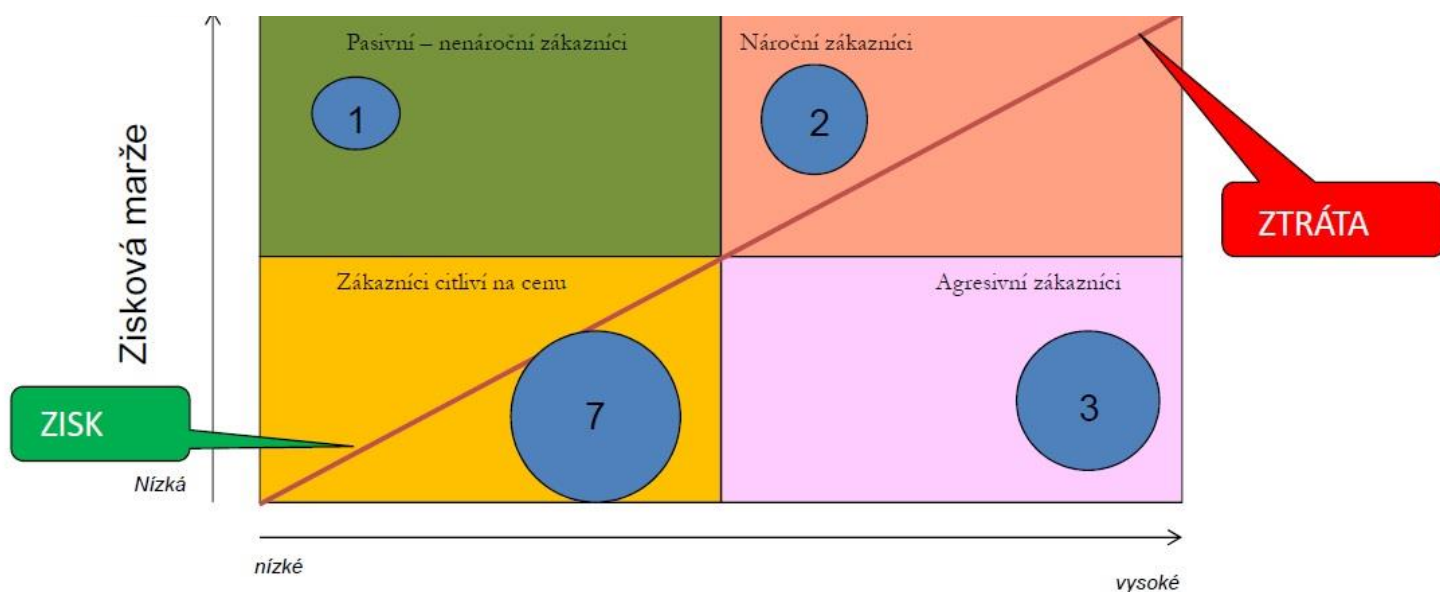 Pasivní – nenároční zákazníci
Nároční zákazníci
1
2
Zisková marže
ZTRÁTA
Zákazníci citliví na cenu
Agresivní zákazníci
7
3
ZISK
Nízká
nízké
vysoké